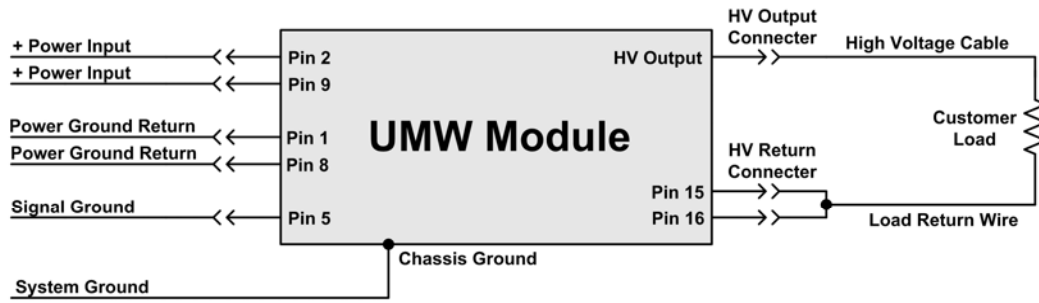 + Power Input
Pin 2
+ Power Input
Pin 9
Power Ground Return
Pin 1
Power Ground Return
Pin 8
Signal Ground
Pin 5
System Ground
UMW Module
Chassis Ground
HV Output
HV Output
Connecter
High Voltage Cable
Customer
Load
HV Return
Connecter
Pin 15
Pin 16
Load Return Wire